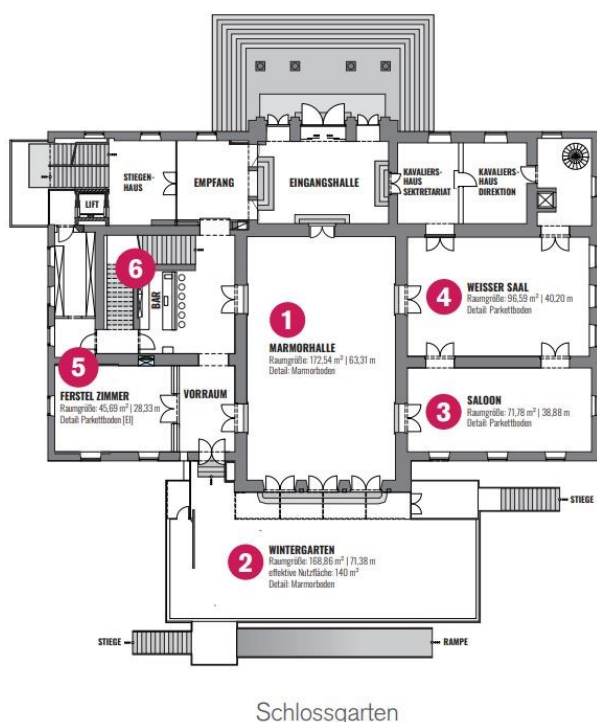 STIEGEN-
HAUS
EMPFANG
EINGANGSHALLE
KAVALIERS-
HAUS
SEKTRETARIAT
KAVALIERS-
HAUS
DIREKTION
LIFT
6
BAR
1
MARMORHALLE
Raumgröße: 172,54 m² | 63,31 m
Detail: Marmorboden
4
WEISSER SAAL
Raumgröße: 96,59 m² | 40,20 m
Detail: Parkettboden
5
FERSTEL ZIMMER
Raumgröße: 45,69 m² | 28,33 m
Detail: Parkettboden [EI]
VORRAUM
3
SALOON
Raumgröße: 71,78 m² | 38,88 m
Detail: Parkettboden
STIEGE
2
WINTERGARTEN
Raumgröße: 168,86 m² | 71,38 m
effektive Nutzfläche: 140 m²
Detail: Marmorboden
STIEGE
RAMPE
Schlossgarten